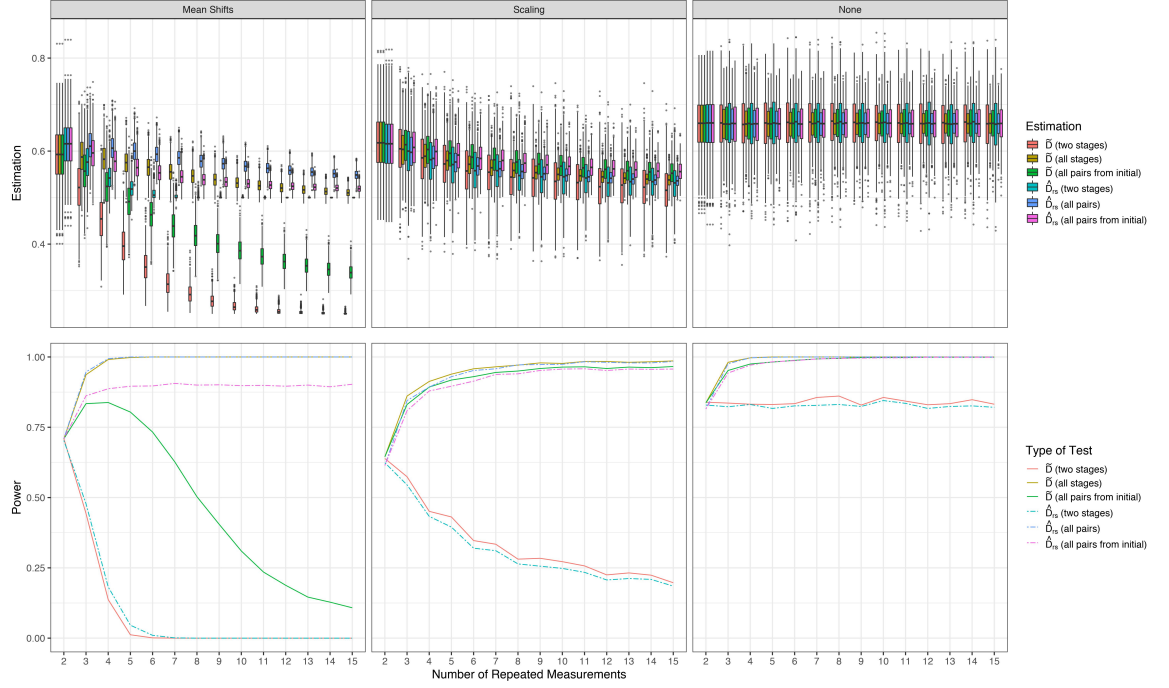 Mean Shifts
Scaling
None
Estimation
0.8
0.6
0.4
Estimation
D̃ (two stages)
D̃ (all stages)
D̃ (all pairs from initial)
D̂rs (two stages)
D̂rs (all pairs)
D̂rs (all pairs from initial)
Power
1.00
0.75
0.50
0.25
0.00
Type of Test
D̃ (two stages)
D̃ (all stages)
D̃ (all pairs from initial)
D̂rs (two stages)
D̂rs (all pairs)
D̂rs (all pairs from initial)
2 3 4 5 6 7 8 9 10 11 12 13 14 15
2 3 4 5 6 7 8 9 10 11 12 13 14 15
2 3 4 5 6 7 8 9 10 11 12 13 14 15
Number of Repeated Measurements